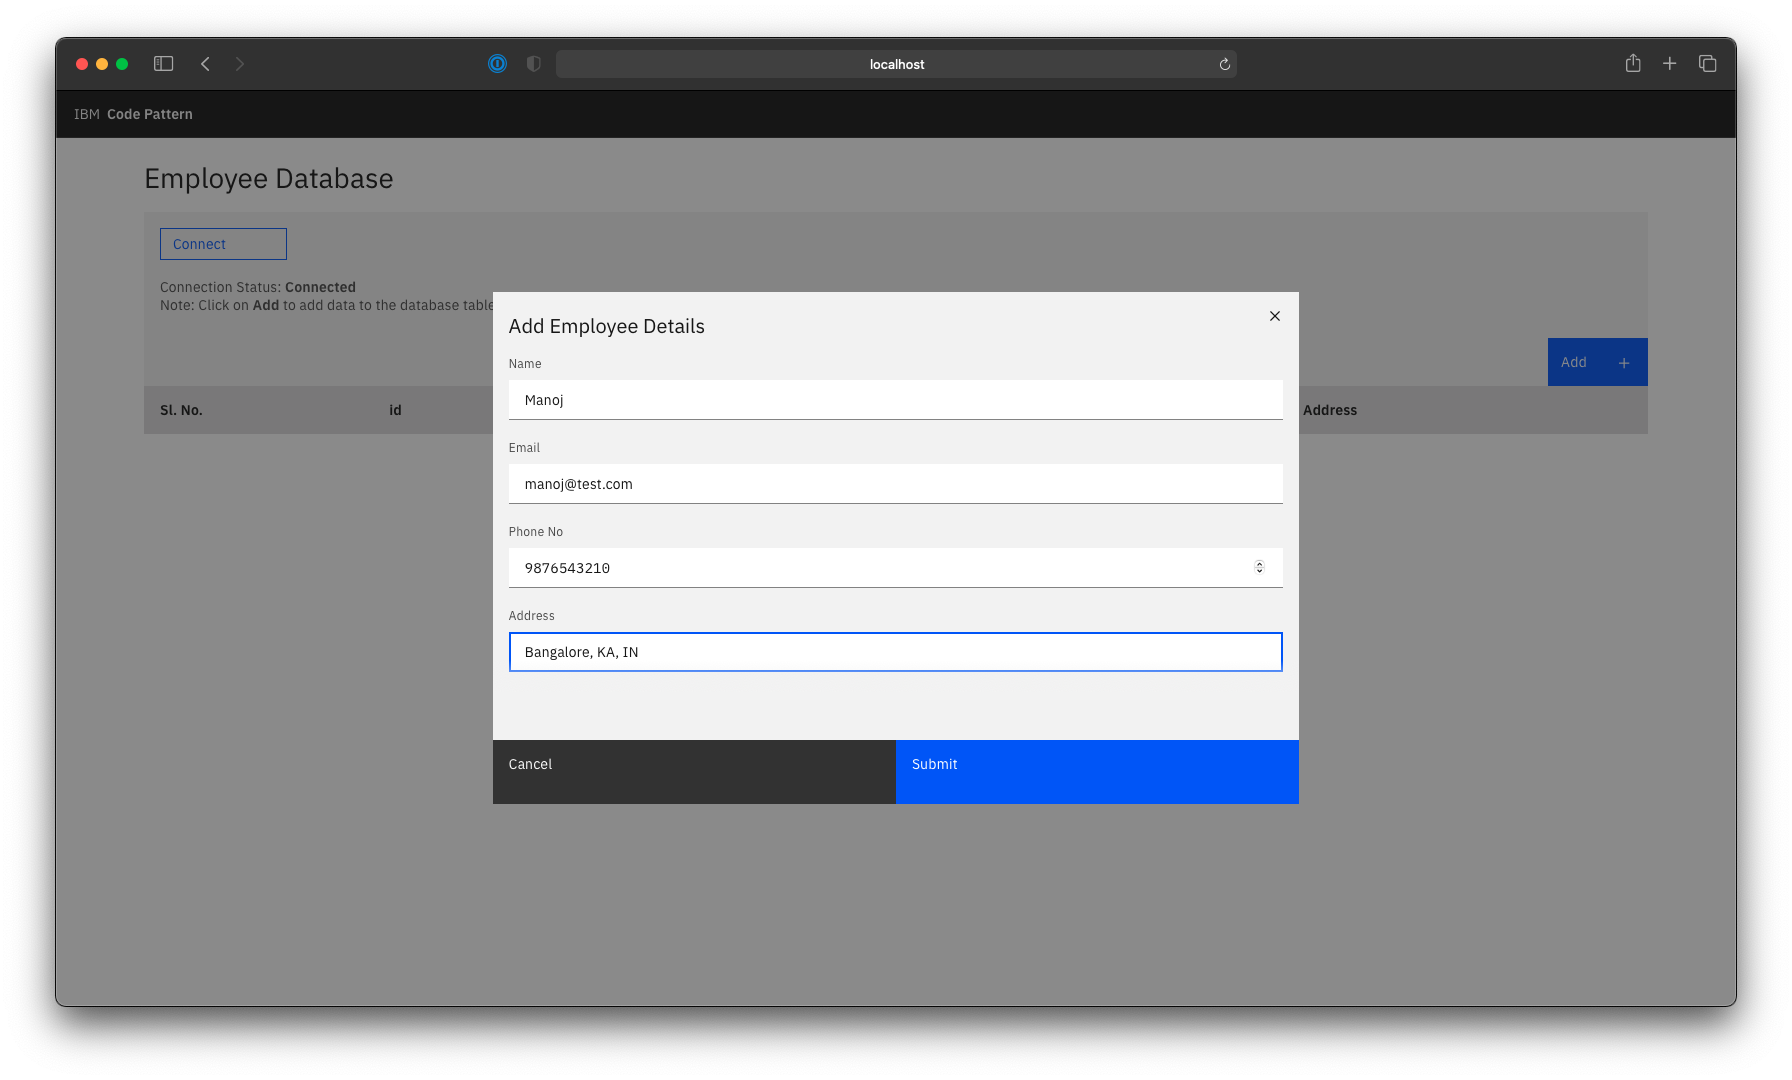 localhost
IBM Code Pattern
Employee Database
Connect
Connection Status: Connected
Note: Click on Add to add data to the database table
Add
Sl. No. id Address
Add Employee Details
Name
Manoj
Email
manoj@test.com
Phone No
9876543210
Address
Bangalore, KA, IN
Cancel Submit